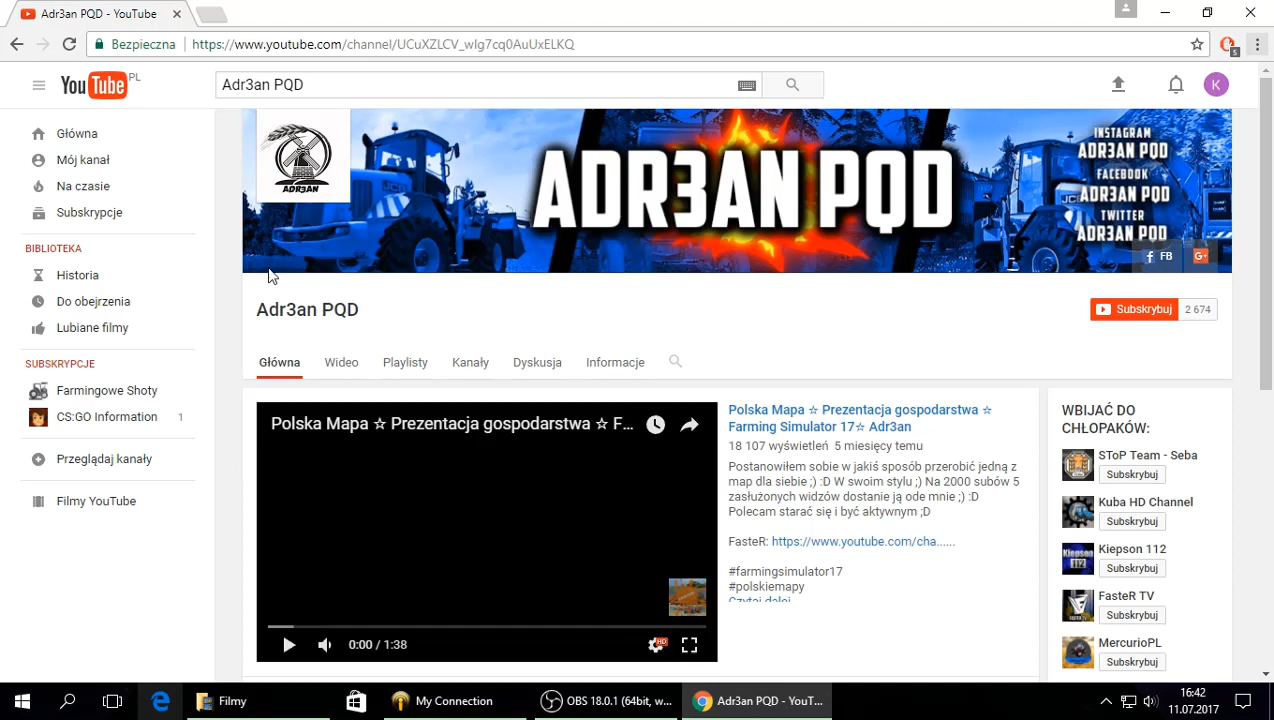 Adr3an PQD - YouTube
Bezpieczna
https://www.youtube.com/channel/UCuXZLCV_wIg7cq0AuUxELKQ
5
YouTube PL
Adr3an PQD
K
Główna
Mój kanał
Na czasie
Subskrypcje
BIBLIOTEKA
Historia
Do obejrzenia
Lubiane filmy
SUBSKRYPCJE
Farmingowe Shoty
CS:GO Information 1
Przeglądaj kanały
Filmy YouTube
ADR3AN
ADR3AN PQD
INSTAGRAM
ADR3AN PQD
FACEBOOK
ADR3AN PQD
TWITTER
ADR3AN PQD
FB
G+
JCB
Adr3an PQD
Subskrybuj 2 674
Główna Wideo Playlisty Kanały Dyskusja Informacje
Polska Mapa ☆ Prezentacja gospodarstwa ☆ F...
0:00 / 1:38
HD
Polska Mapa ☆ Prezentacja gospodarstwa ☆
Farming Simulator 17☆ Adr3an
18 107 wyświetleń 5 miesięcy temu
Postanowiłem sobie w jakiś sposób przerobić jedną z
map dla siebie ;) :D W swoim stylu ;) Na 2000 subów 5
zasłużonych widzów dostanie ją ode mnie ;) :D
Polecam starać się i być aktywnym ;D
FasteR: https://www.youtube.com/cha......
#farmingsimulator17
#polskiemapy
Czytaj dalej
WBIJAĆ DO
CHŁOPAKÓW:
SToP Team - Seba
Subskrybuj
Kuba HD Channel
Subskrybuj
Kiepson 112
Subskrybuj
FasteR TV
Subskrybuj
MercurioPL
Subskrybuj
Filmy
My Connection
OBS 18.0.1 (64bit, w...
Adr3an PQD - YouT...
16:42
11.07.2017